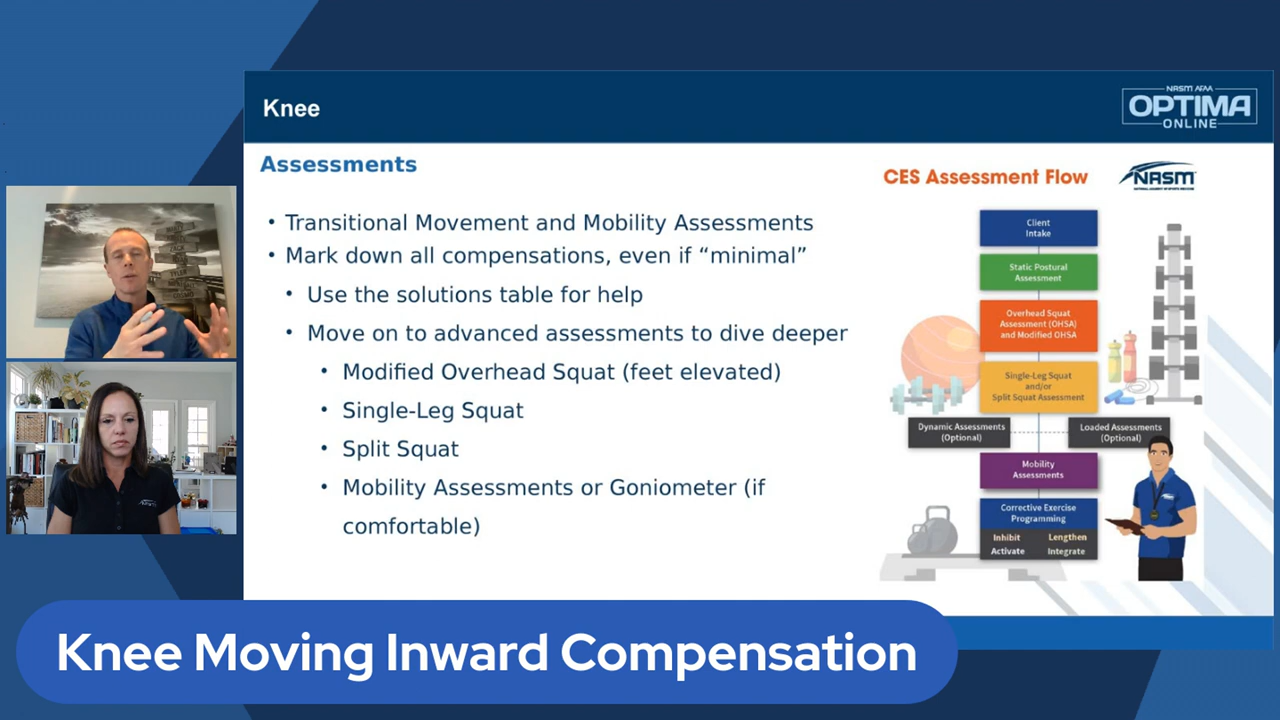 Knee
NASM AFAA
OPTIMA
ONLINE
Assessments
• Transitional Movement and Mobility Assessments
• Mark down all compensations, even if “minimal”
• Use the solutions table for help
• Move on to advanced assessments to dive deeper
• Modified Overhead Squat (feet elevated)
• Single-Leg Squat
• Split Squat
• Mobility Assessments or Goniometer (if
comfortable)
CES Assessment Flow
NASM
Client
Intake
Static Postural
Assessment
Overhead Squat
Assessment (OHSA)
and Modified OHSA
Single-Leg Squat
and/or
Split Squat Assessment
Dynamic Assessments
(Optional)
Loaded Assessments
(Optional)
Mobility
Assessments
Corrective Exercise
Programming
Inhibit Lengthen
Activate Integrate
Knee Moving Inward Compensation